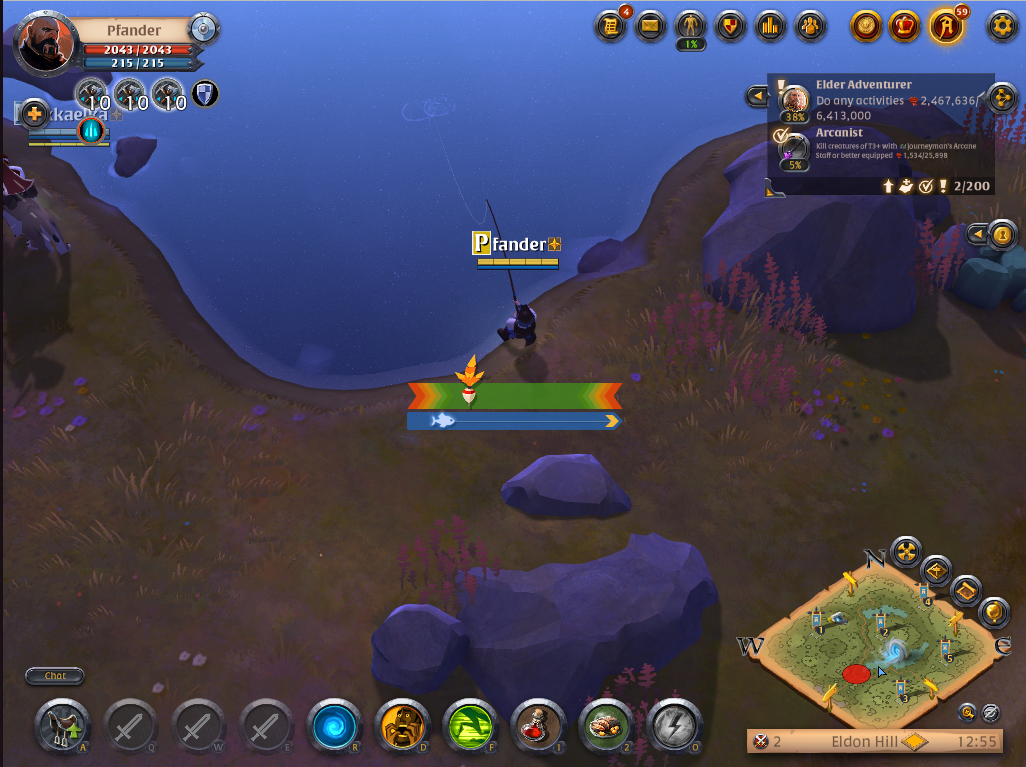 Pfander
2043/2043
215/215
10
10
10
kkaelka
4
1%
59
Elder Adventurer
Do any activities 2,467,636/
6,413,000
38%
Arcanist
Kill creatures of T3+ with Journeyman's Arcane
Staff or better equipped 1,534/25,898
5%
2/200
Pfander
N
W
E
1
2
3
4
5
Chat
A
Q
W
E
R
D
F
1
2
O
2
Eldon Hill
12:55